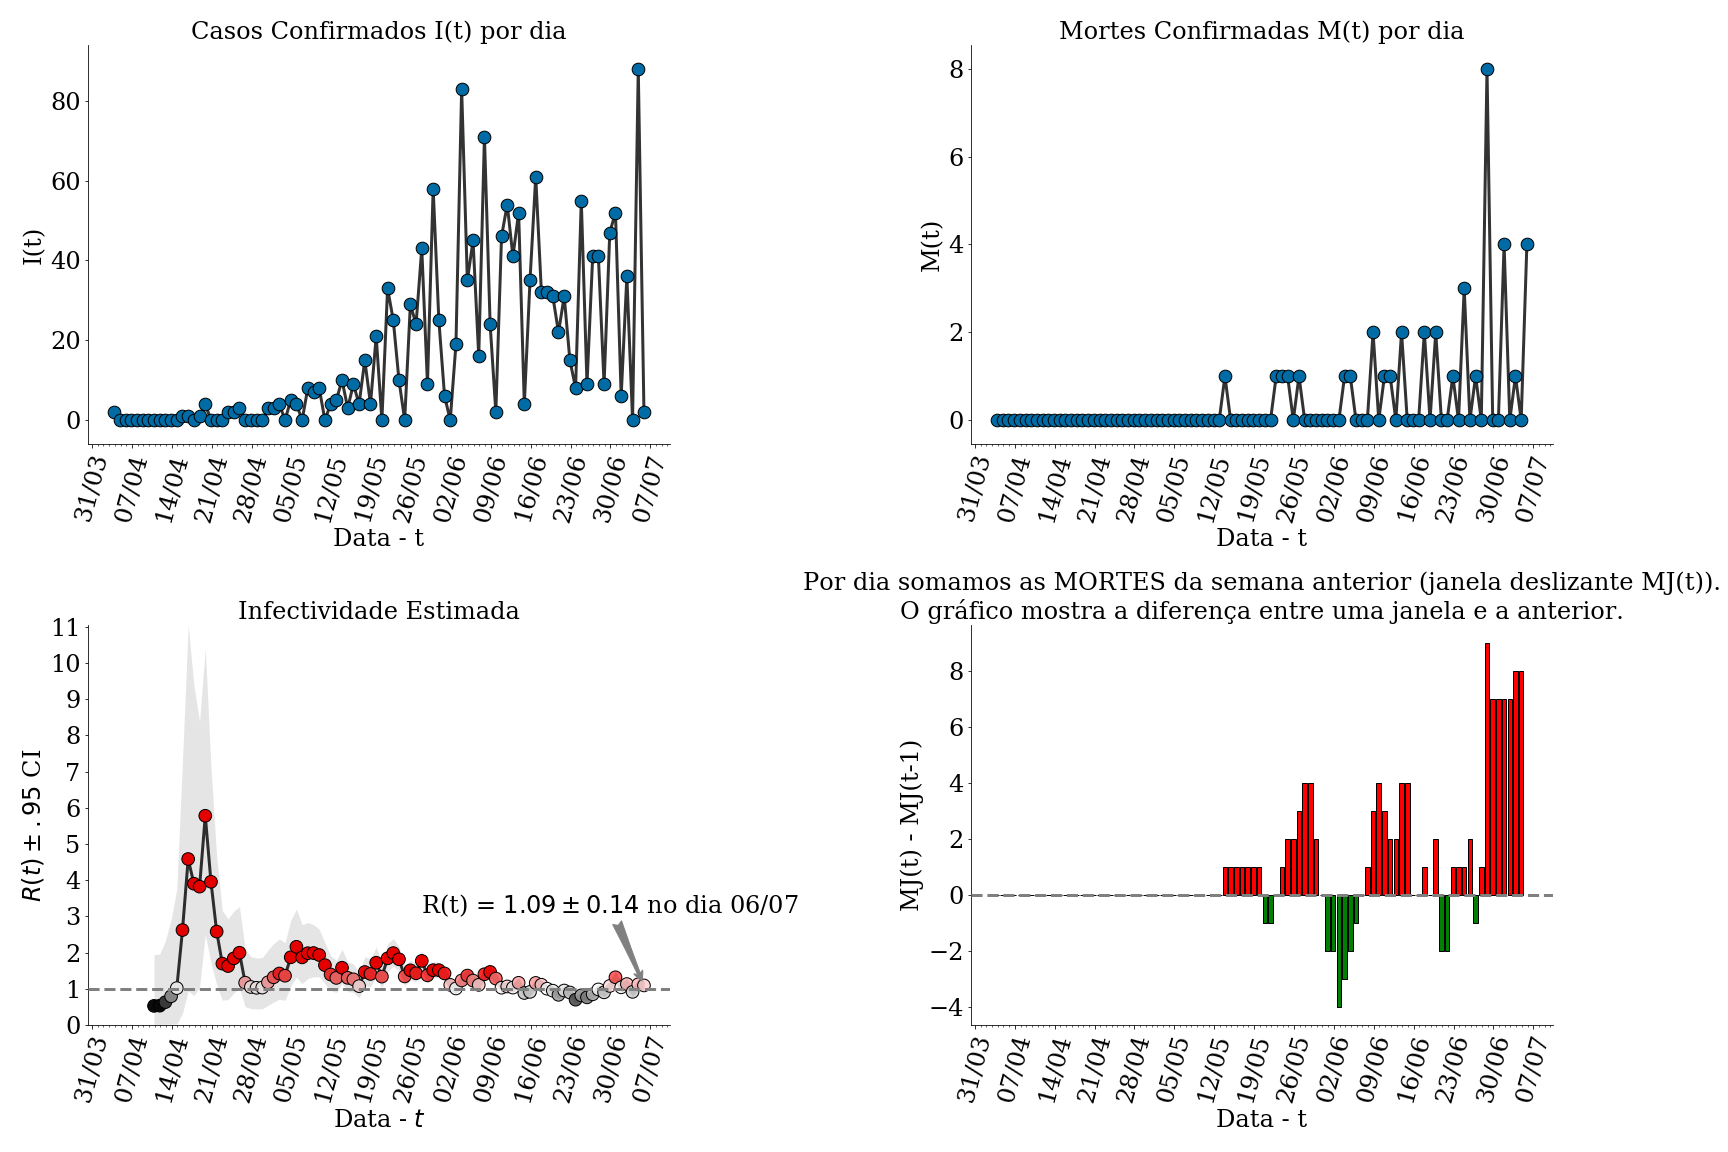 Casos Confirmados I(t) por dia
I(t)
80
60
40
20
0
31/03 07/04 14/04 21/04 28/04 05/05 12/05 19/05 26/05 02/06 09/06 16/06 23/06 30/06 07/07
Data - t
Mortes Confirmadas M(t) por dia
M(t)
8
6
4
2
0
31/03 07/04 14/04 21/04 28/04 05/05 12/05 19/05 26/05 02/06 09/06 16/06 23/06 30/06 07/07
Data - t
Infectividade Estimada
R(t) ± .95 CI
11
10
9
8
7
6
5
4
3
2
1
0
R(t) = 1.09 ± 0.14 no dia 06/07
31/03 07/04 14/04 21/04 28/04 05/05 12/05 19/05 26/05 02/06 09/06 16/06 23/06 30/06 07/07
Data - t
Por dia somamos as MORTES da semana anterior (janela deslizante MJ(t)).
O gráfico mostra a diferença entre uma janela e a anterior.
MJ(t) - MJ(t-1)
8
6
4
2
0
−2
−4
31/03 07/04 14/04 21/04 28/04 05/05 12/05 19/05 26/05 02/06 09/06 16/06 23/06 30/06 07/07
Data - t